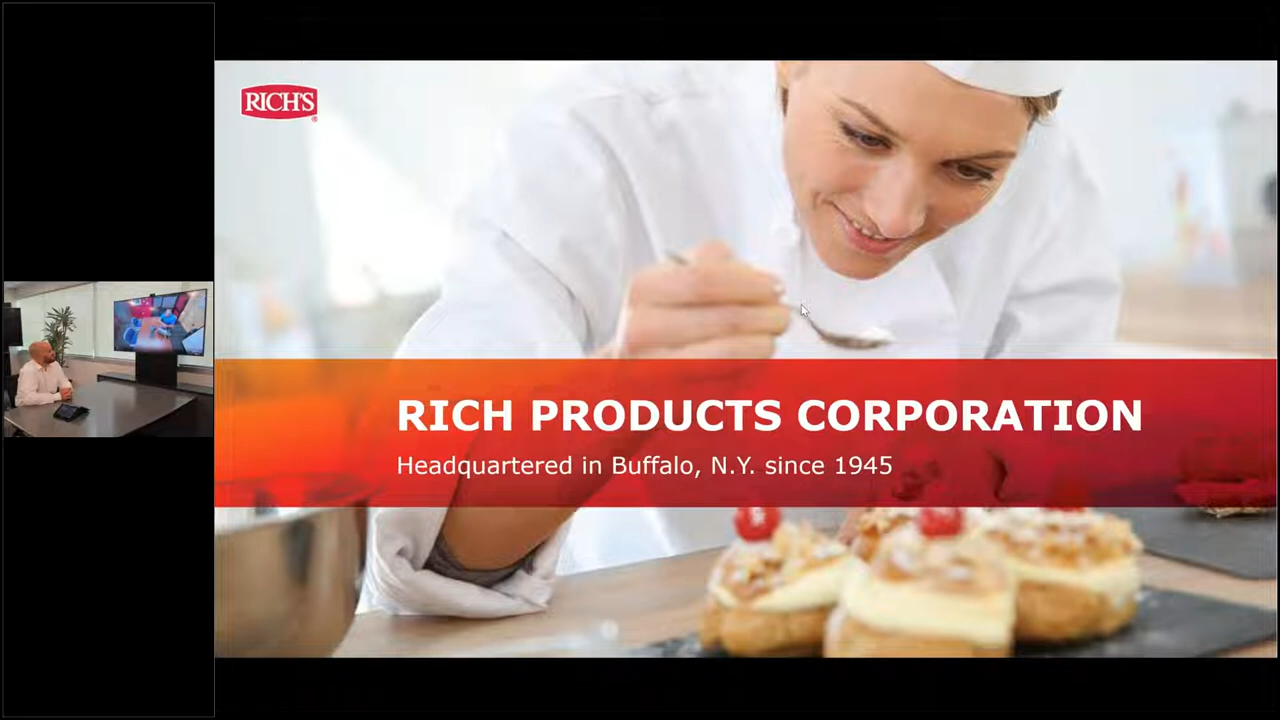 RICH'S
RICH PRODUCTS CORPORATION
Headquartered in Buffalo, N.Y. since 1945